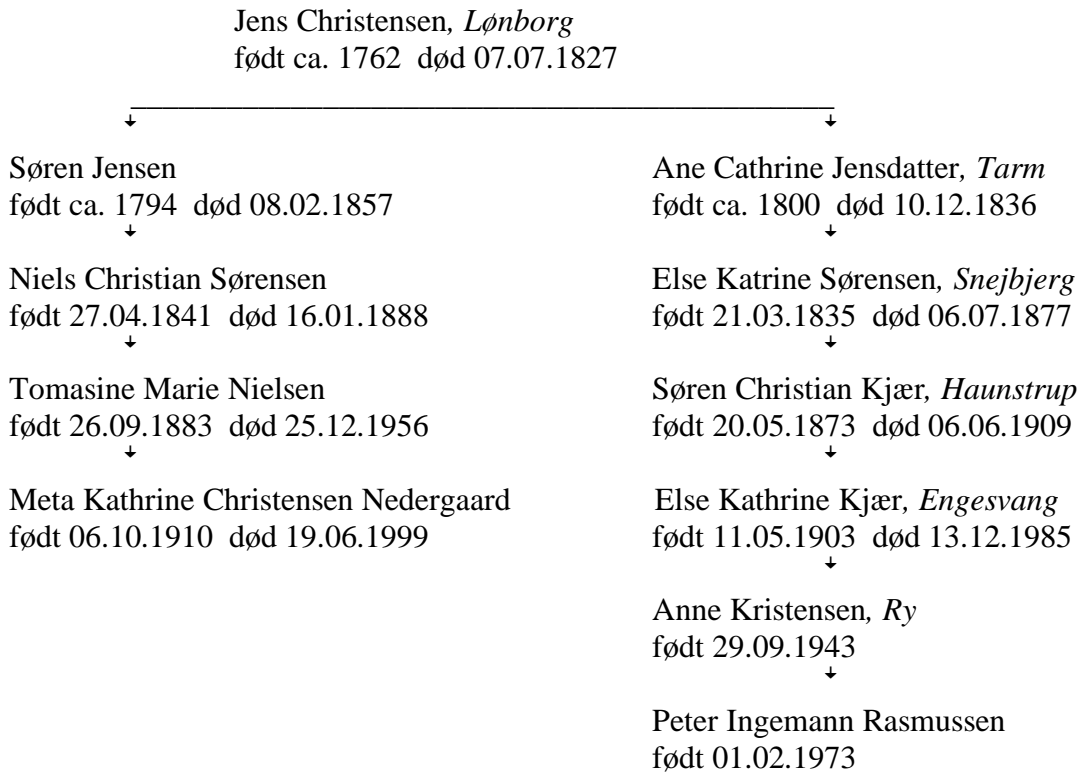 Jens Christensen, Lønborg
født ca. 1762 død 07.07.1827
Søren Jensen
født ca. 1794 død 08.02.1857
Niels Christian Sørensen
født 27.04.1841 død 16.01.1888
Tomasine Marie Nielsen
født 26.09.1883 død 25.12.1956
Meta Kathrine Christensen Nedergaard
født 06.10.1910 død 19.06.1999
Ane Cathrine Jensdatter, Tarm
født ca. 1800 død 10.12.1836
Else Katrine Sørensen, Snejbjerg
født 21.03.1835 død 06.07.1877
Søren Christian Kjær, Haunstrup
født 20.05.1873 død 06.06.1909
Else Kathrine Kjær, Engesvang
født 11.05.1903 død 13.12.1985
Anne Kristensen, Ry
født 29.09.1943
Peter Ingemann Rasmussen
født 01.02.1973